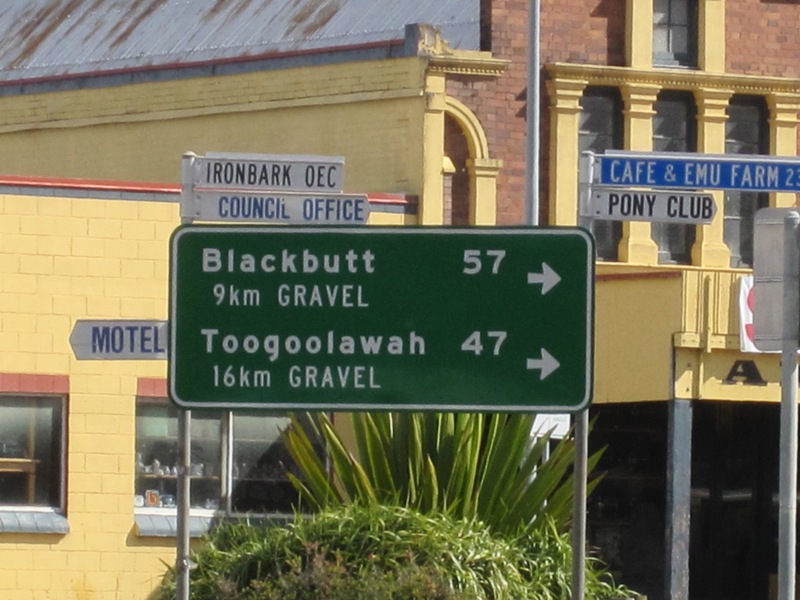 IRONBARK OEC
COUNCIL OFFICE
CAFE & EMU FARM 23
PONY CLUB
Blackbutt 57
9km GRAVEL
Toogoolawah 47
16km GRAVEL
MOTEL
A